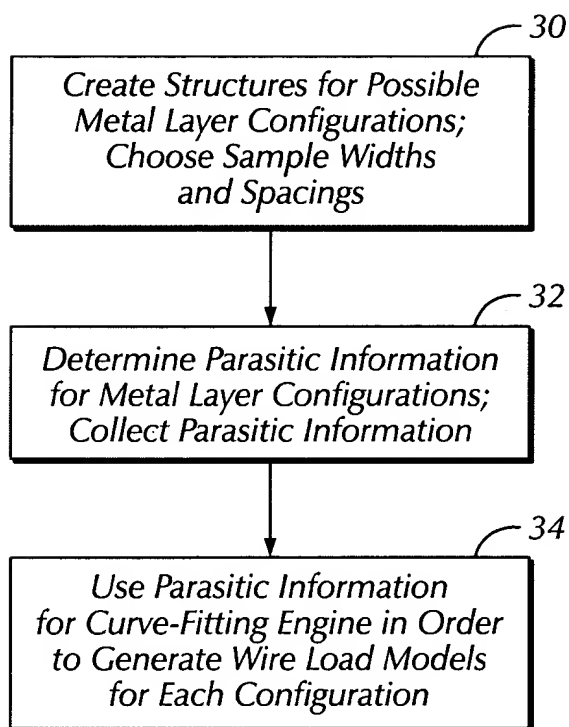 30
Create Structures for Possible
Metal Layer Configurations;
Choose Sample Widths
and Spacings
32
Determine Parasitic Information
for Metal Layer Configurations;
Collect Parasitic Information
34
Use Parasitic Information
for Curve-Fitting Engine in Order
to Generate Wire Load Models
for Each Configuration